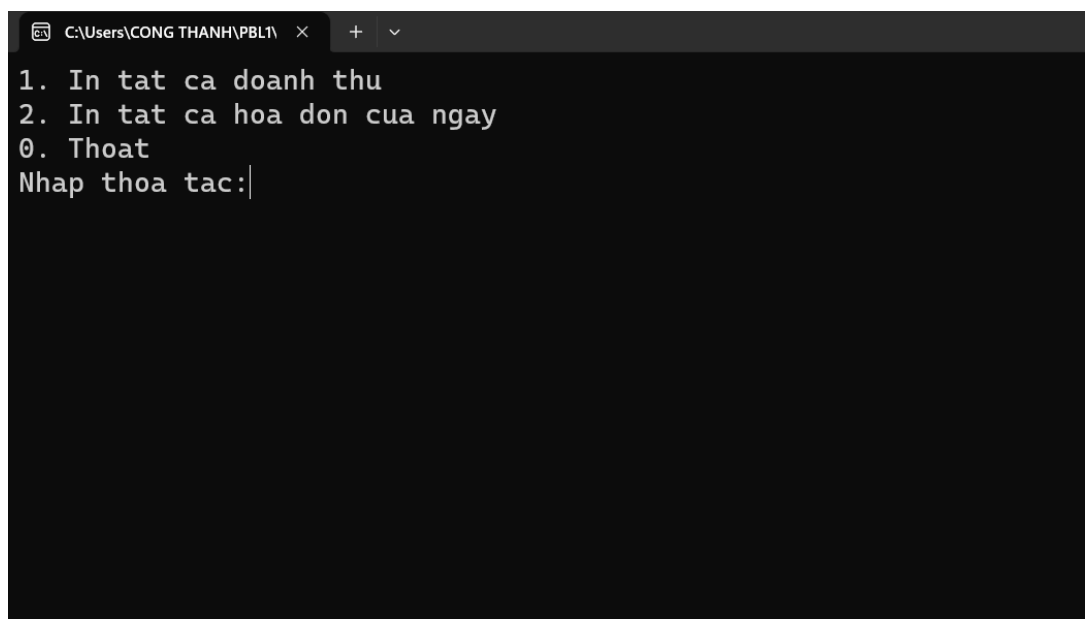 C:\Users\CONG THANH\PBL1\
1. In tat ca doanh thu
2. In tat ca hoa don cua ngay
0. Thoat
Nhap thoa tac: